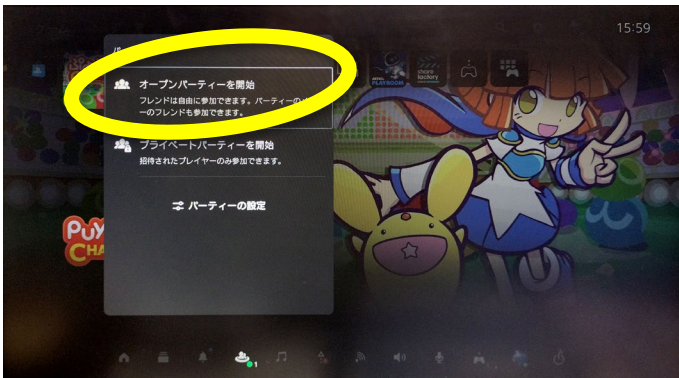 15:59
オープンパーティーを開始
フレンドは自由に参加できます。パーティーの
ーのフレンドも参加できます。
プライベートパーティーを開始
招待されたプレイヤーのみ参加できます。
パーティーの設定
PUY
CHA
PLAYROOM
share
factory
1